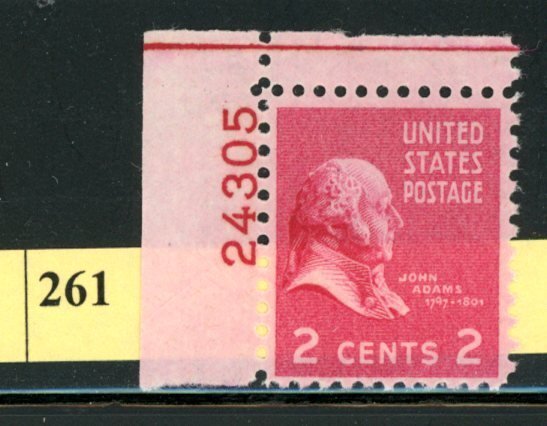 24305
UNITED
STATES
POSTAGE
261
JOHN
ADAMS
1797-1801
2 CENTS 2